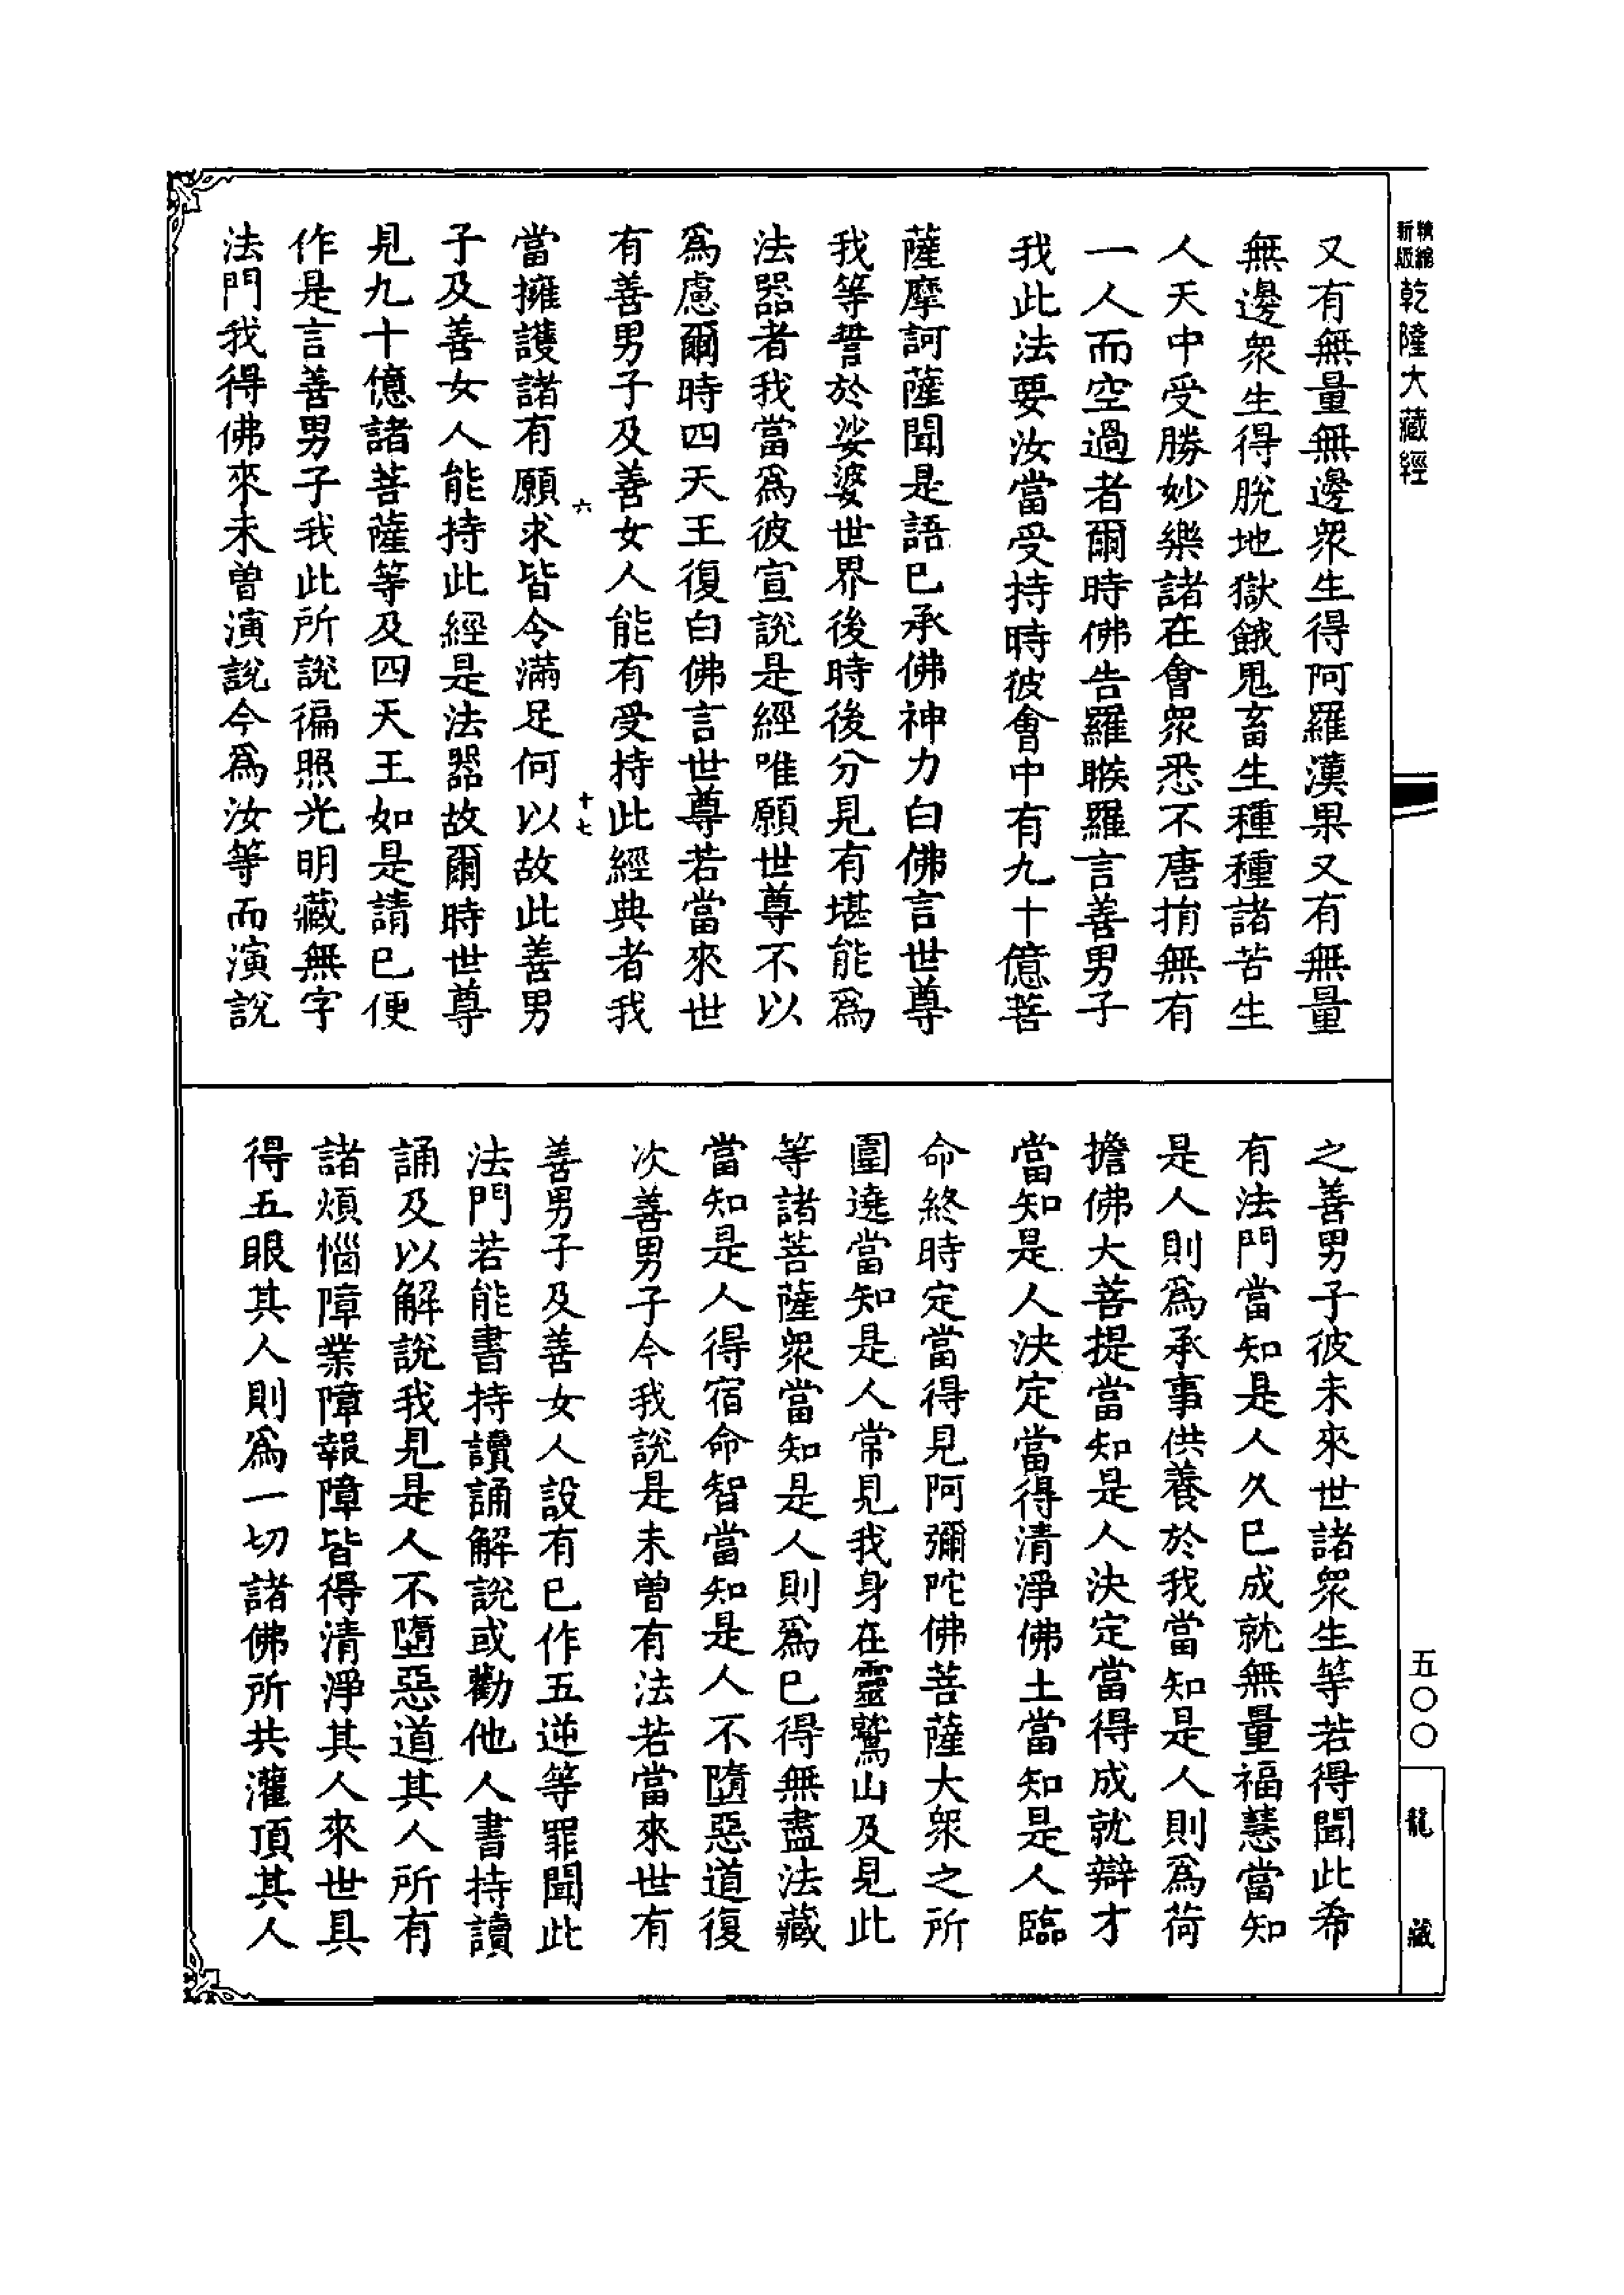 精縮新版乾隆大藏經
又有無量無邊衆生得阿羅漢果又有無量
無邊衆生得脫地獄餓鬼畜生種種諸苦生
人天中受勝妙樂諸在會衆悉不唐捐無有
一人而空過者爾時佛告羅睺羅言善男子
我此法要汝當受持時彼會中有九十億菩
薩摩訶薩聞是語已承佛神力白佛言世尊
我等誓於娑婆世界後時後分見有堪能爲
法器者我當爲彼宣說是經唯願世尊不以
爲慮爾時四天王復白佛言世尊若當來世
有善男子及善女人能有受持此經典者我
六 十七
當擁護諸有願求皆令滿足何以故此善男
子及善女人能持此經是法器故爾時世尊
見九十億諸菩薩等及四天王如是請已便
作是言善男子我此所說徧照光明藏無字
法門我得佛來未曾演說今爲汝等而演說
之善男子彼未來世諸衆生等若得聞此希
有法門當知是人久已成就無量福慧當知
是人則爲承事供養於我當知是人則爲荷
擔佛大菩提當知是人決定當得成就辯才
當知是人決定當得清淨佛土當知是人臨
命終時定當得見阿彌陀佛菩薩大衆之所
圍遶當知是人常見我身在靈鷲山及見此
等諸菩薩衆當知是人則爲已得無盡法藏
當知是人得宿命智當知是人不墮惡道復
次善男子今我說是未曾有法若當來世有
善男子及善女人設有已作五逆等罪聞此
法門若能書持讀誦解說或勸他人書持讀
誦及以解說我見是人不墮惡道其人所有
諸煩惱障業障報障皆得清淨其人來世具
得五眼其人則爲一切諸佛所共灌頂其人
五〇〇
龍藏